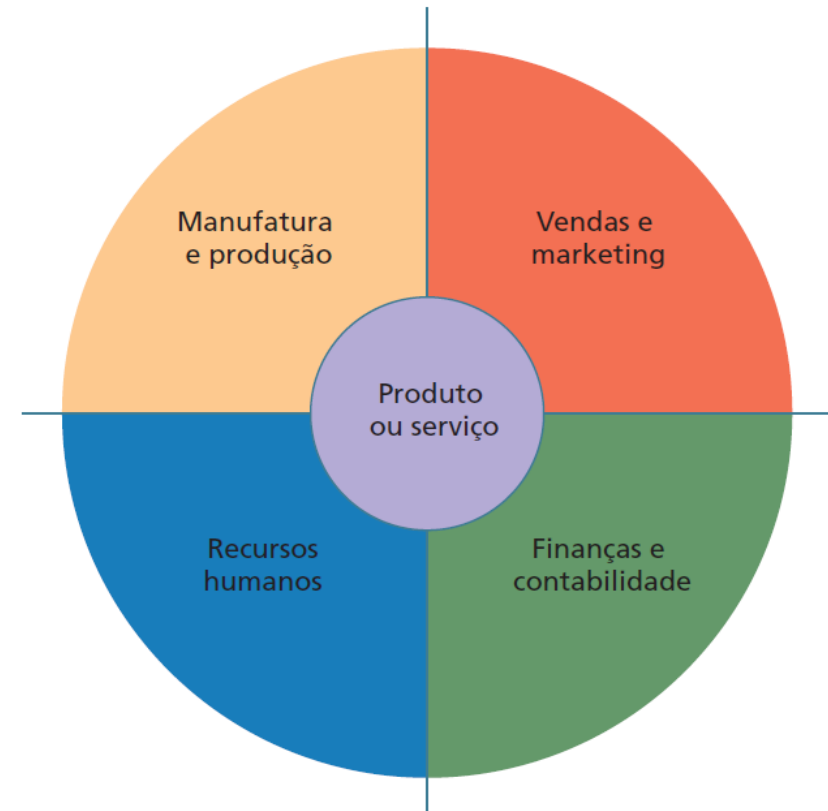 Manufatura
e produção
Vendas e
marketing
Produto
ou serviço
Recursos
humanos
Finanças e
contabilidade